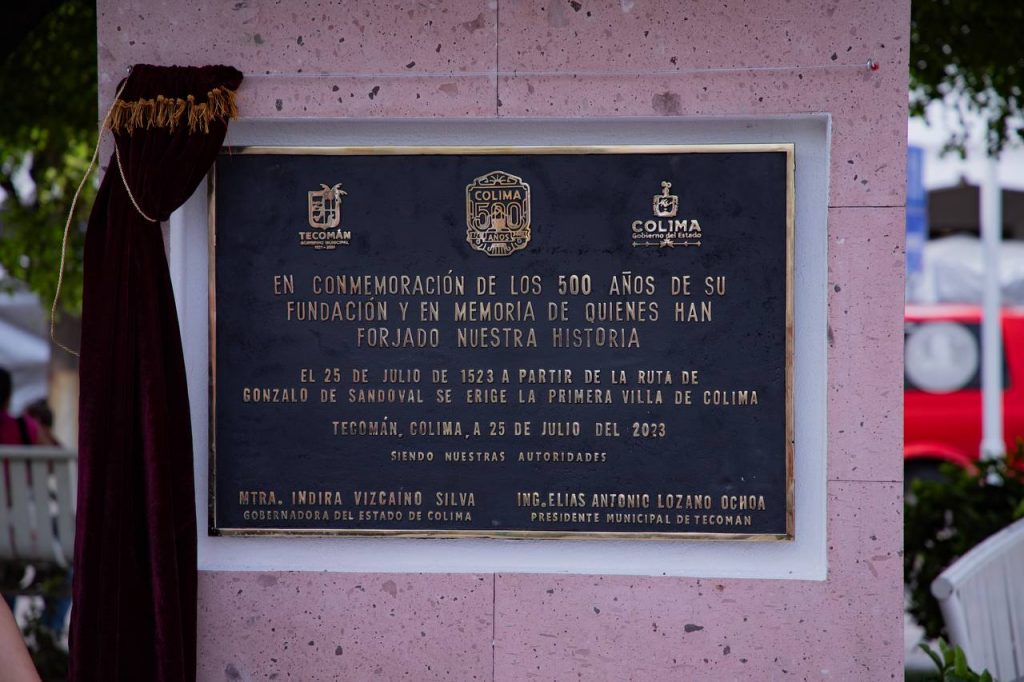 TECOMÁN
GOBIERNO MUNICIPAL
COLIMA
500
AÑOS
COLIMA
Gobierno del Estado
EN CONMEMORACIÓN DE LOS 500 AÑOS DE SU
FUNDACIÓN Y EN MEMORIA DE QUIENES HAN
FORJADO NUESTRA HISTORIA
EL 25 DE JULIO DE 1523 A PARTIR DE LA RUTA DE
GONZALO DE SANDOVAL SE ERIGE LA PRIMERA VILLA DE COLIMA
TECOMÁN, COLIMA, A 25 DE JULIO DEL 2023
SIENDO NUESTRAS AUTORIDADES
MTRA. INDIRA VIZCAINO SILVA
GOBERNADORA DEL ESTADO DE COLIMA
ING. ELIAS ANTONIO LOZANO OCHOA
PRESIDENTE MUNICIPAL DE TECOMAN